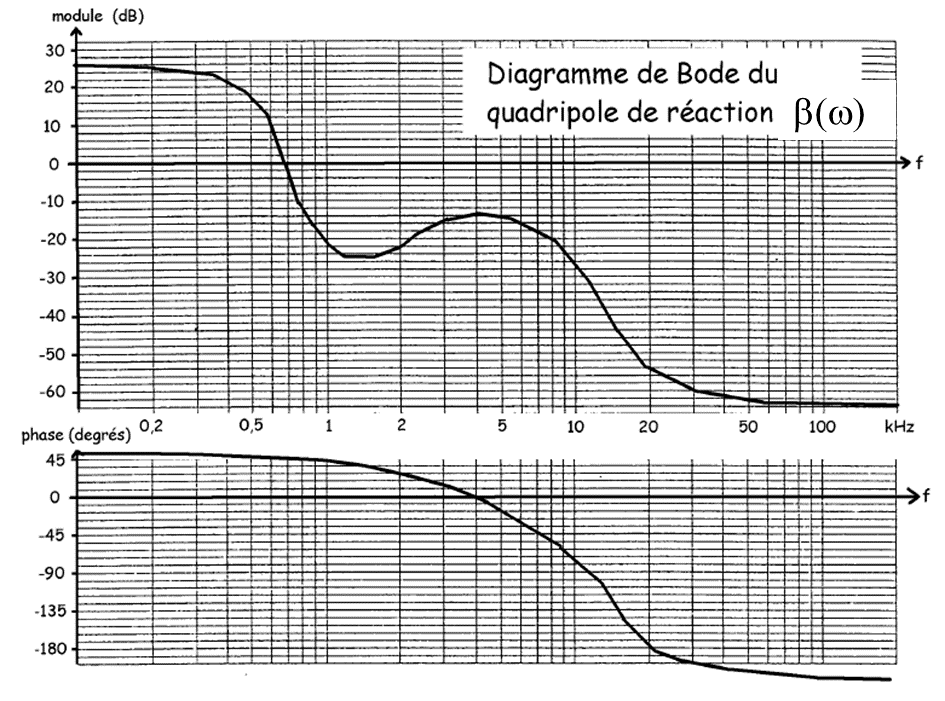 module (dB)
30
20
10
0
-10
-20
-30
-40
-50
-60
Diagramme de Bode du
quadripole de réaction β(ω)
f
0,2 0,5 1 2 5 10 20 50 100 kHz
phase (degrés)
45
0
-45
-90
-135
-180
f